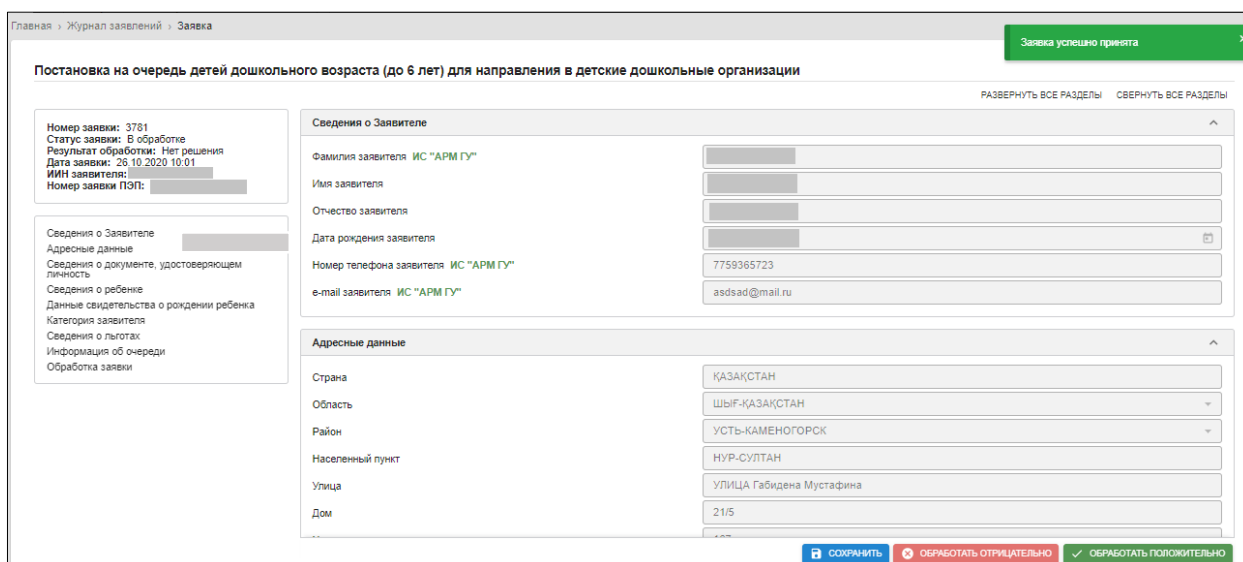 Главная › Журнал заявлений › Заявка
Заявка успешно принята
Постановка на очередь детей дошкольного возраста (до 6 лет) для направления в детские дошкольные организации
РАЗВЕРНУТЬ ВСЕ РАЗДЕЛЫ СВЕРНУТЬ ВСЕ РАЗДЕЛЫ
Номер заявки: 3781
Статус заявки: В обработке
Результат обработки: Нет решения
Дата заявки: 26.10.2020 10:01
ИИН заявителя:
Номер заявки ПЭП:
Сведения о Заявителе
Адресные данные
Сведения о документе, удостоверяющем
личность
Сведения о ребенке
Данные свидетельства о рождении ребенка
Категория заявителя
Сведения о льготах
Информация об очереди
Обработка заявки
Сведения о Заявителе
Фамилия заявителя ИС "АРМ ГУ"
Имя заявителя
Отчество заявителя
Дата рождения заявителя
Номер телефона заявителя ИС "АРМ ГУ" 7759365723
e-mail заявителя ИС "АРМ ГУ" asdsad@mail.ru
Адресные данные
Страна ҚАЗАҚСТАН
Область ШЫҒ-ҚАЗАҚСТАН
Район УСТЬ-КАМЕНОГОРСК
Населенный пункт НУР-СУЛТАН
Улица УЛИЦА Габидена Мустафина
Дом 21/5
СОХРАНИТЬ ОБРАБОТАТЬ ОТРИЦАТЕЛЬНО ОБРАБОТАТЬ ПОЛОЖИТЕЛЬНО